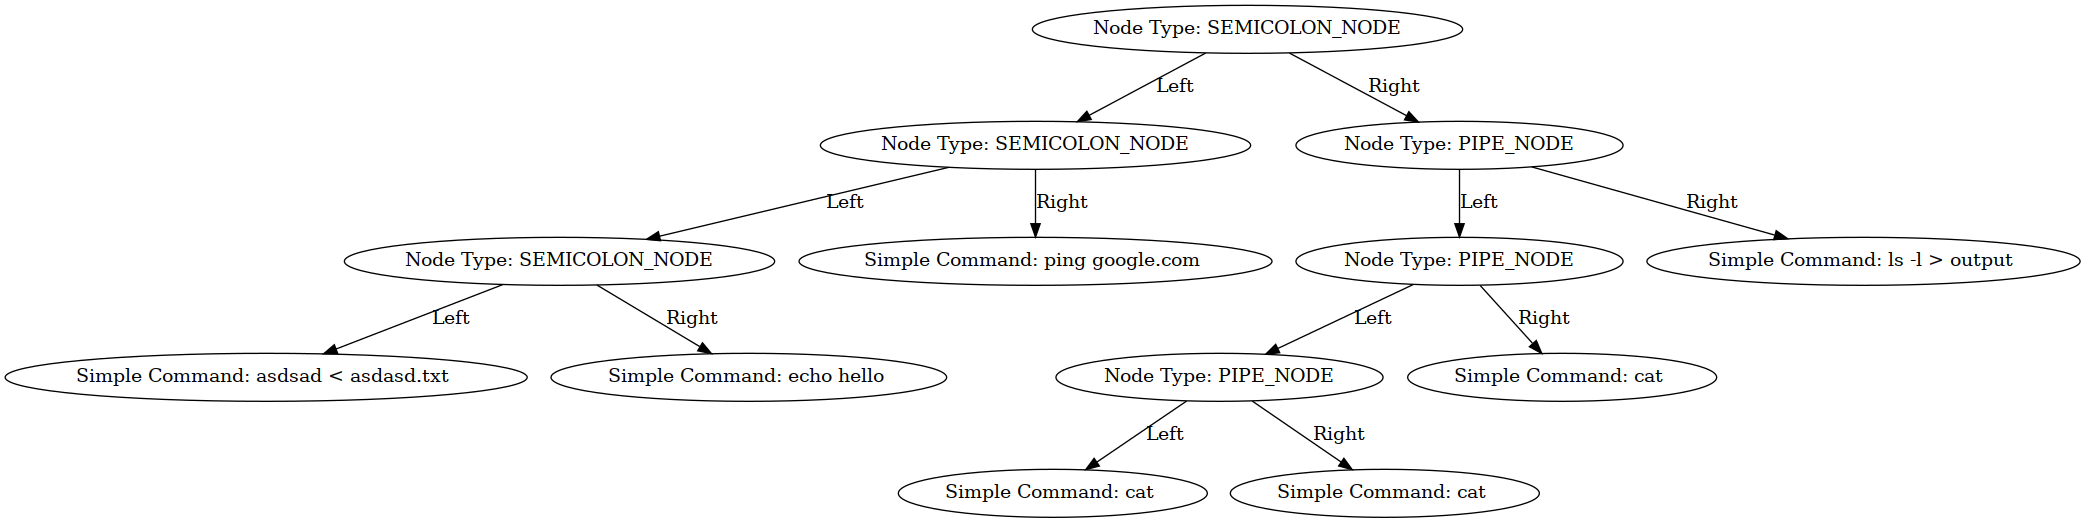 Node Type: SEMICOLON_NODE
Left
Right
Node Type: SEMICOLON_NODE
Node Type: PIPE_NODE
Left
Right
Left
Right
Node Type: SEMICOLON_NODE
Simple Command: ping google.com
Node Type: PIPE_NODE
Simple Command: ls -l > output
Left
Right
Left
Right
Simple Command: asdsad < asdasd.txt
Simple Command: echo hello
Node Type: PIPE_NODE
Simple Command: cat
Left
Right
Simple Command: cat
Simple Command: cat